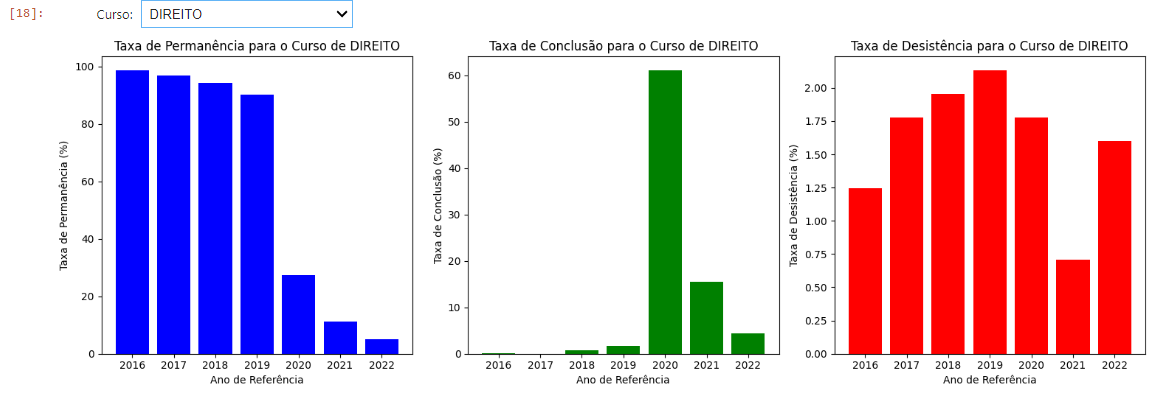 [18]:
Curso: DIREITO
Taxa de Permanência para o Curso de DIREITO
Taxa de Permanência (%)
100
80
60
40
20
0
2016 2017 2018 2019 2020 2021 2022
Ano de Referência
Taxa de Conclusão para o Curso de DIREITO
Taxa de Conclusão (%)
60
50
40
30
20
10
0
2016 2017 2018 2019 2020 2021 2022
Ano de Referência
Taxa de Desistência para o Curso de DIREITO
Taxa de Desistência (%)
2.00
1.75
1.50
1.25
1.00
0.75
0.50
0.25
0.00
2016 2017 2018 2019 2020 2021 2022
Ano de Referência